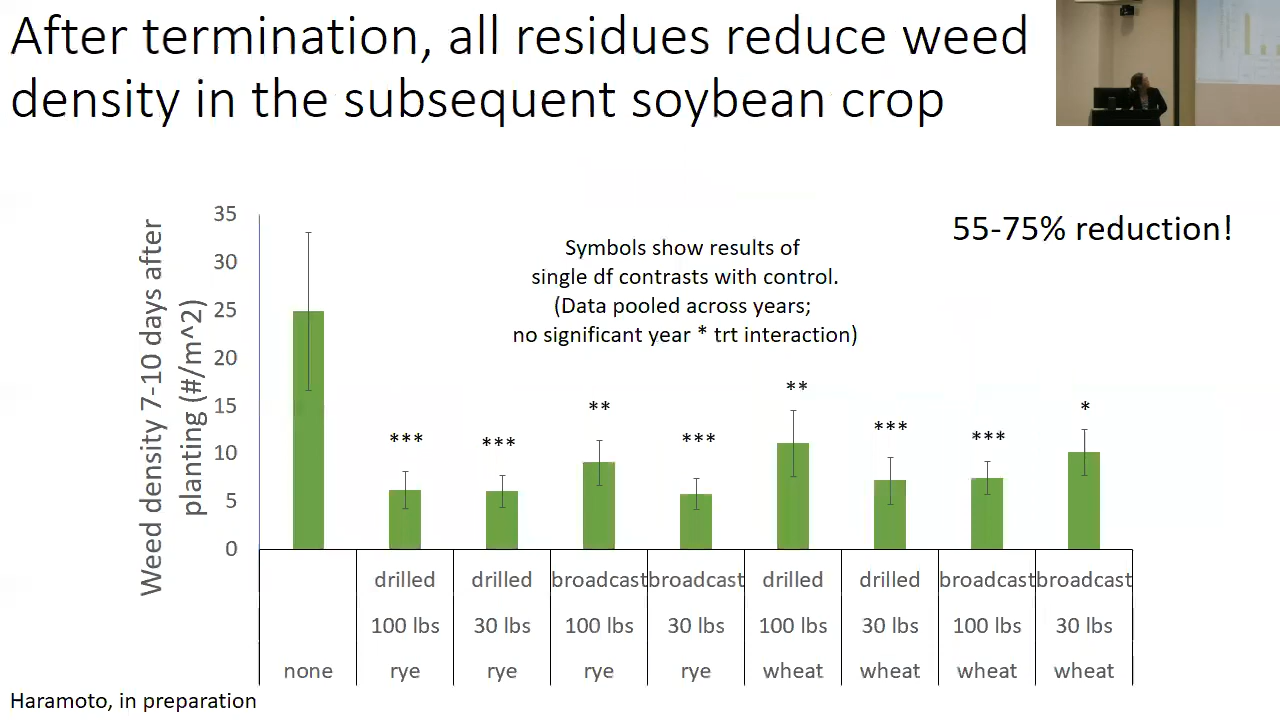 After termination, all residues reduce weed
density in the subsequent soybean crop
55-75% reduction!
Symbols show results of
single df contrasts with control.
(Data pooled across years;
no significant year * trt interaction)
Weed density 7-10 days after
planting (#/m^2)
35
30
25
20
15
10
5
0
***
***
**
***
**
***
***
*
drilled drilled broadcast broadcast drilled drilled broadcast broadcast
100 lbs 30 lbs 100 lbs 30 lbs 100 lbs 30 lbs 100 lbs 30 lbs
none rye rye rye rye wheat wheat wheat wheat
Haramoto, in preparation